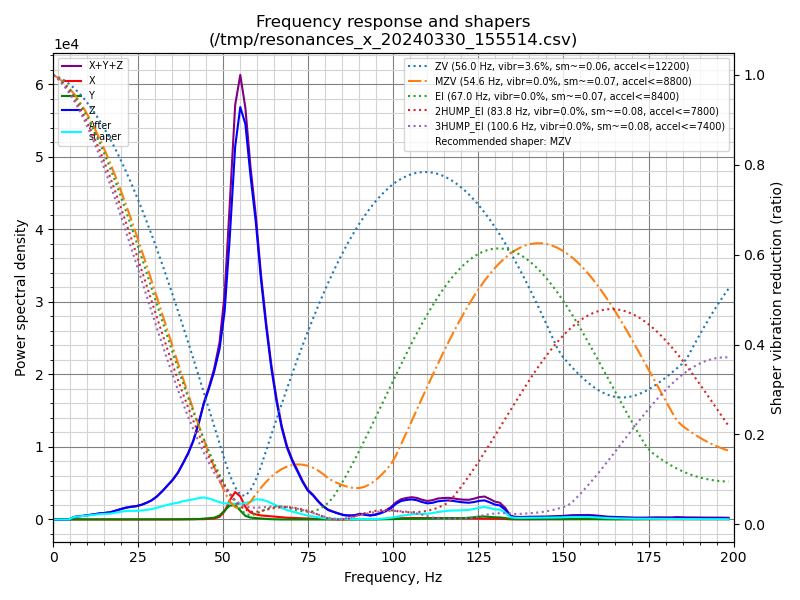 Frequency response and shapers
(/tmp/resonances_x_20240330_155514.csv)
1e4
X+Y+Z
X
Y
Z
After
shaper
ZV (56.0 Hz, vibr=3.6%, sm~=0.06, accel<=12200)
MZV (54.6 Hz, vibr=0.0%, sm~=0.07, accel<=8800)
EI (67.0 Hz, vibr=0.0%, sm~=0.07, accel<=8400)
2HUMP_EI (83.8 Hz, vibr=0.0%, sm~=0.08, accel<=7800)
3HUMP_EI (100.6 Hz, vibr=0.0%, sm~=0.08, accel<=7400)
Recommended shaper: MZV
6
5
4
3
2
1
0
Power spectral density
1.0
0.8
0.6
0.4
0.2
0.0
Shaper vibration reduction (ratio)
0 25 50 75 100 125 150 175 200
Frequency, Hz